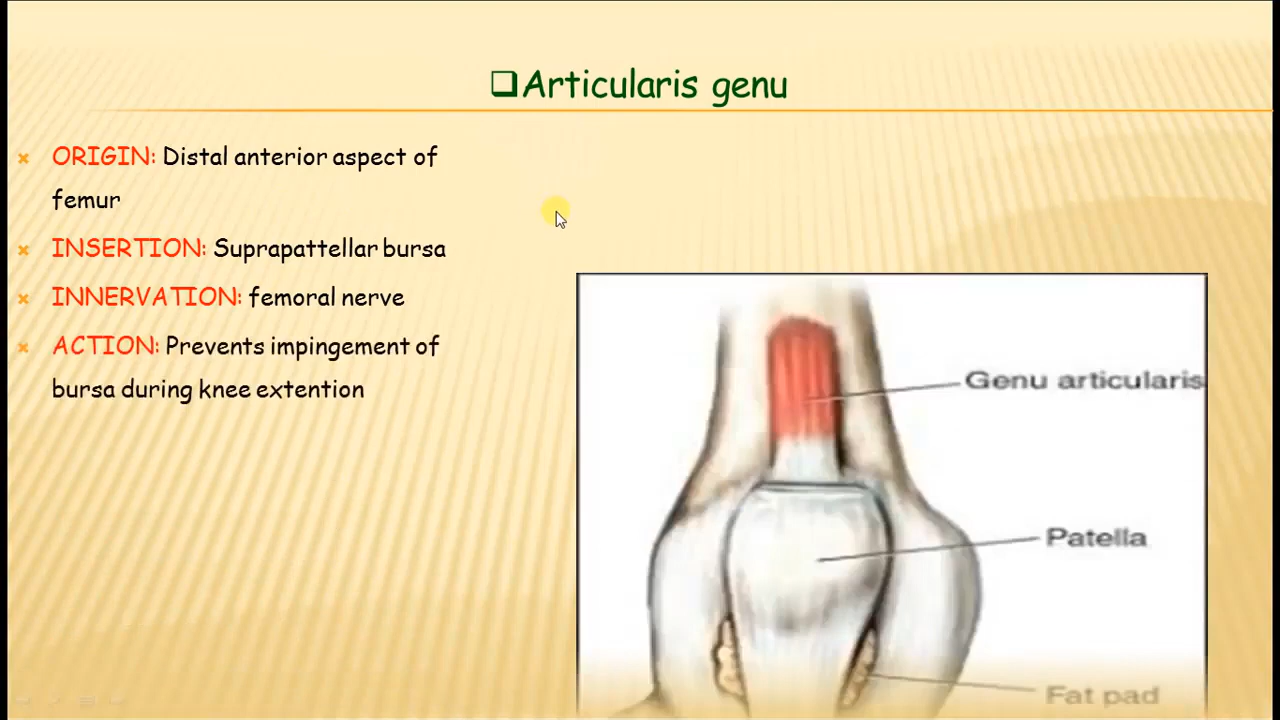 Articularis genu
ORIGIN: Distal anterior aspect of
femur
INSERTION: Suprapattellar bursa
INNERVATION: femoral nerve
ACTION: Prevents impingement of
bursa during knee extention
Genu articularis
Patella
Fat pad